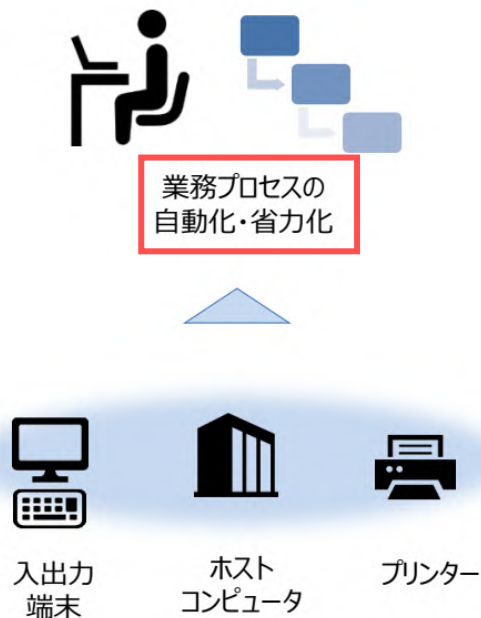 業務プロセスの
自動化・省力化
入出力
端末
ホスト
コンピュータ
プリンター